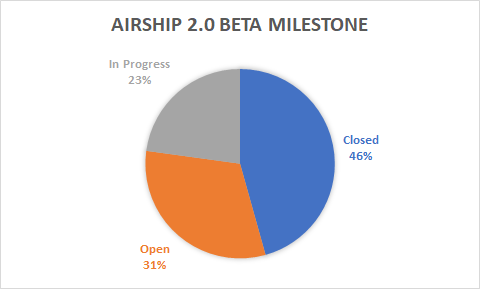 AIRSHIP 2.0 BETA MILESTONE
In Progress
23%
Closed
46%
Open
31%